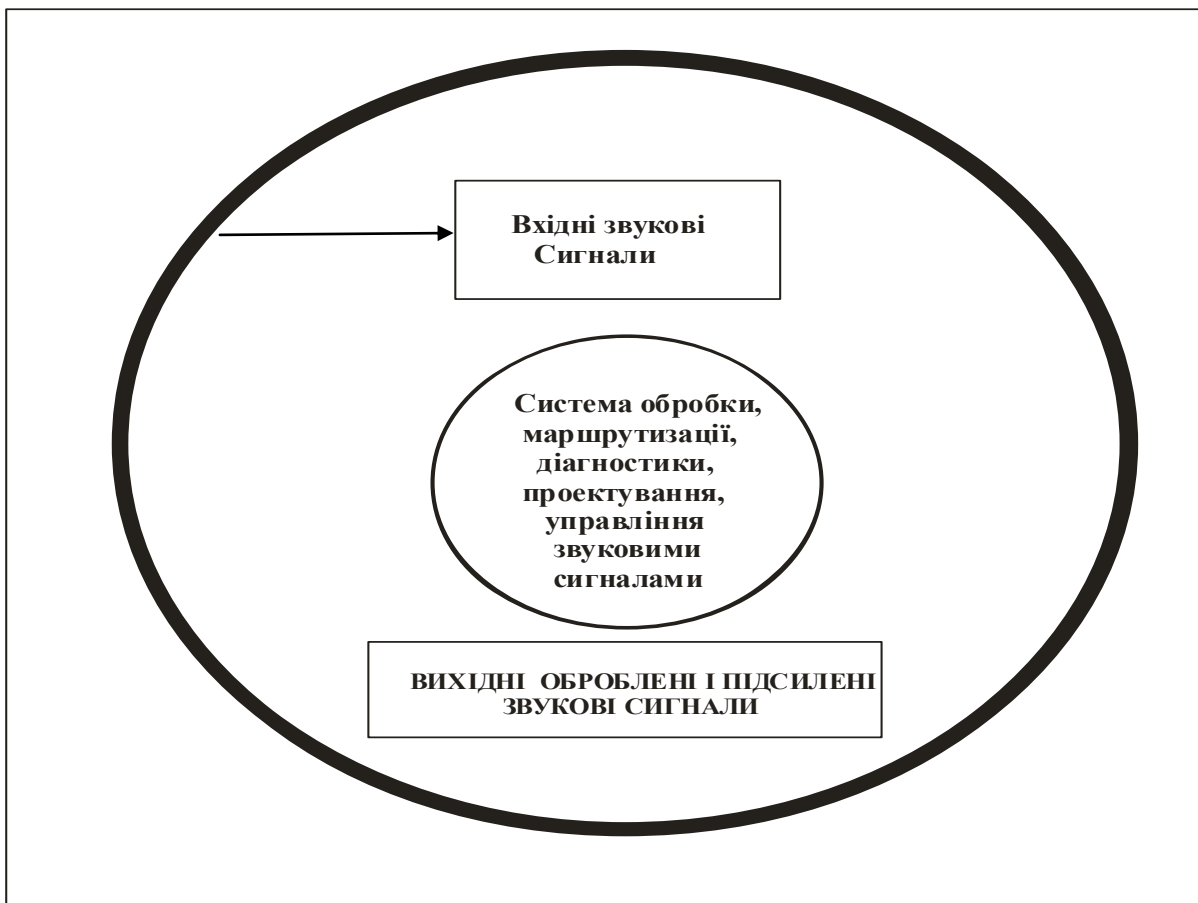 Вхідні звукові
Сигнали
Система обробки,
маршрутизації,
діагностики,
проектування,
управління
звуковими
сигналами
ВИХІДНІ ОБРОБЛЕНІ І ПІДСИЛЕНІ
ЗВУКОВІ СИГНАЛИ